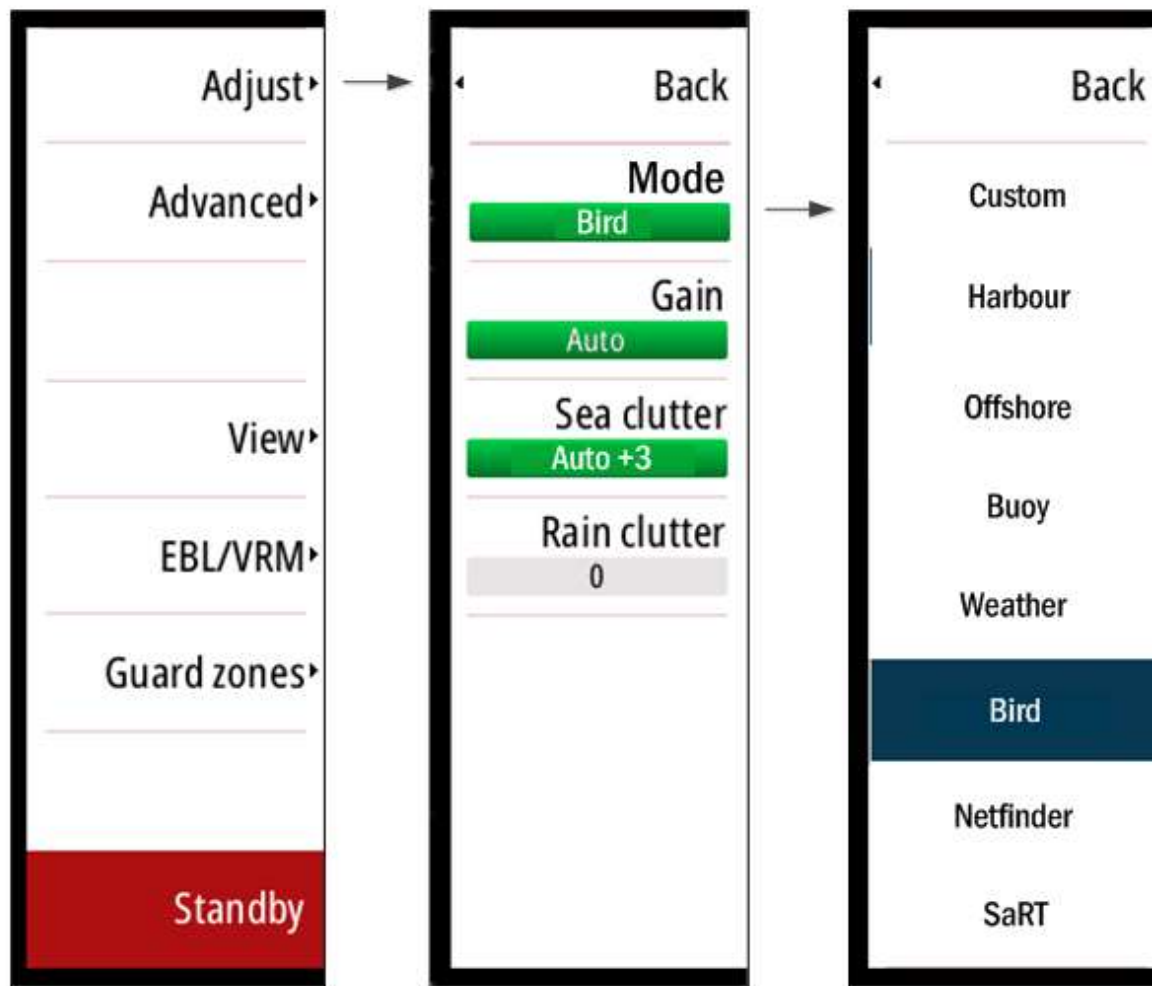 Adjust
Advanced
View
EBL/VRM
Guard zones
Standby
Back
Mode
Bird
Gain
Auto
Sea clutter
Auto +3
Rain clutter
0
Back
Custom
Harbour
Offshore
Buoy
Weather
Bird
Netfinder
SaRT